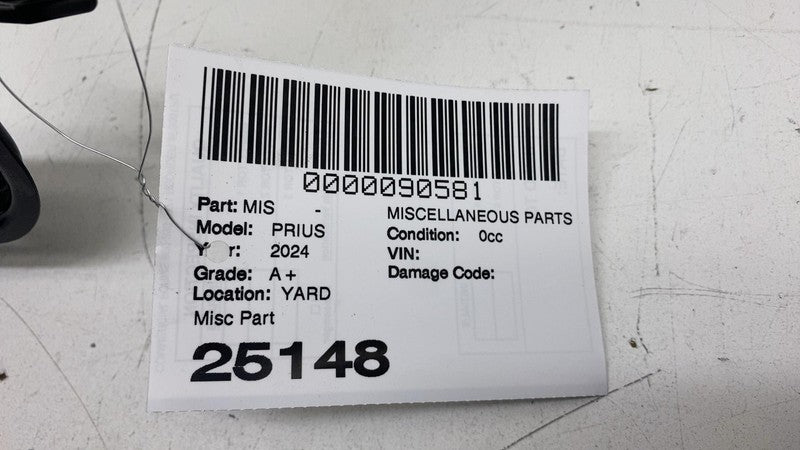 0000090581
Part: MIS - MISCELLANEOUS PARTS
Model: PRIUS Condition: 0cc
2024 VIN:
Grade: A+ Damage Code:
Location: YARD
Misc Part
25148